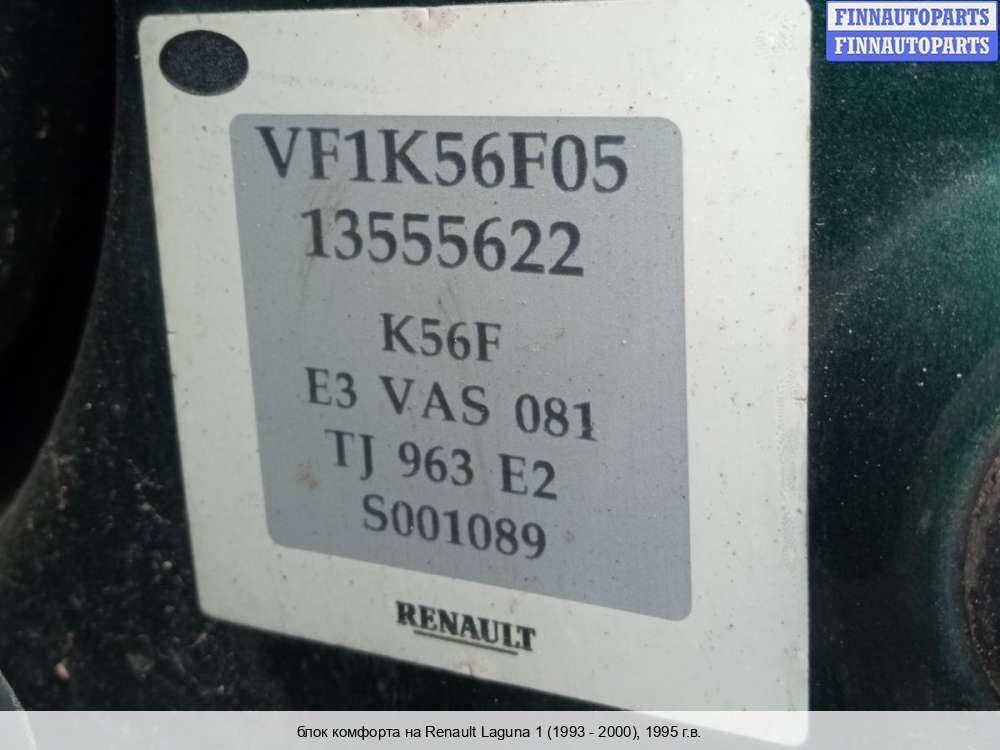 FINNAUTOPARTS
FINNAUTOPARTS
VF1K56F05
13555622
K56F
E3 VAS 081
TJ 963 E2
S001089
RENAULT
блок комфорта на Renault Laguna 1 (1993 - 2000), 1995 г.в.